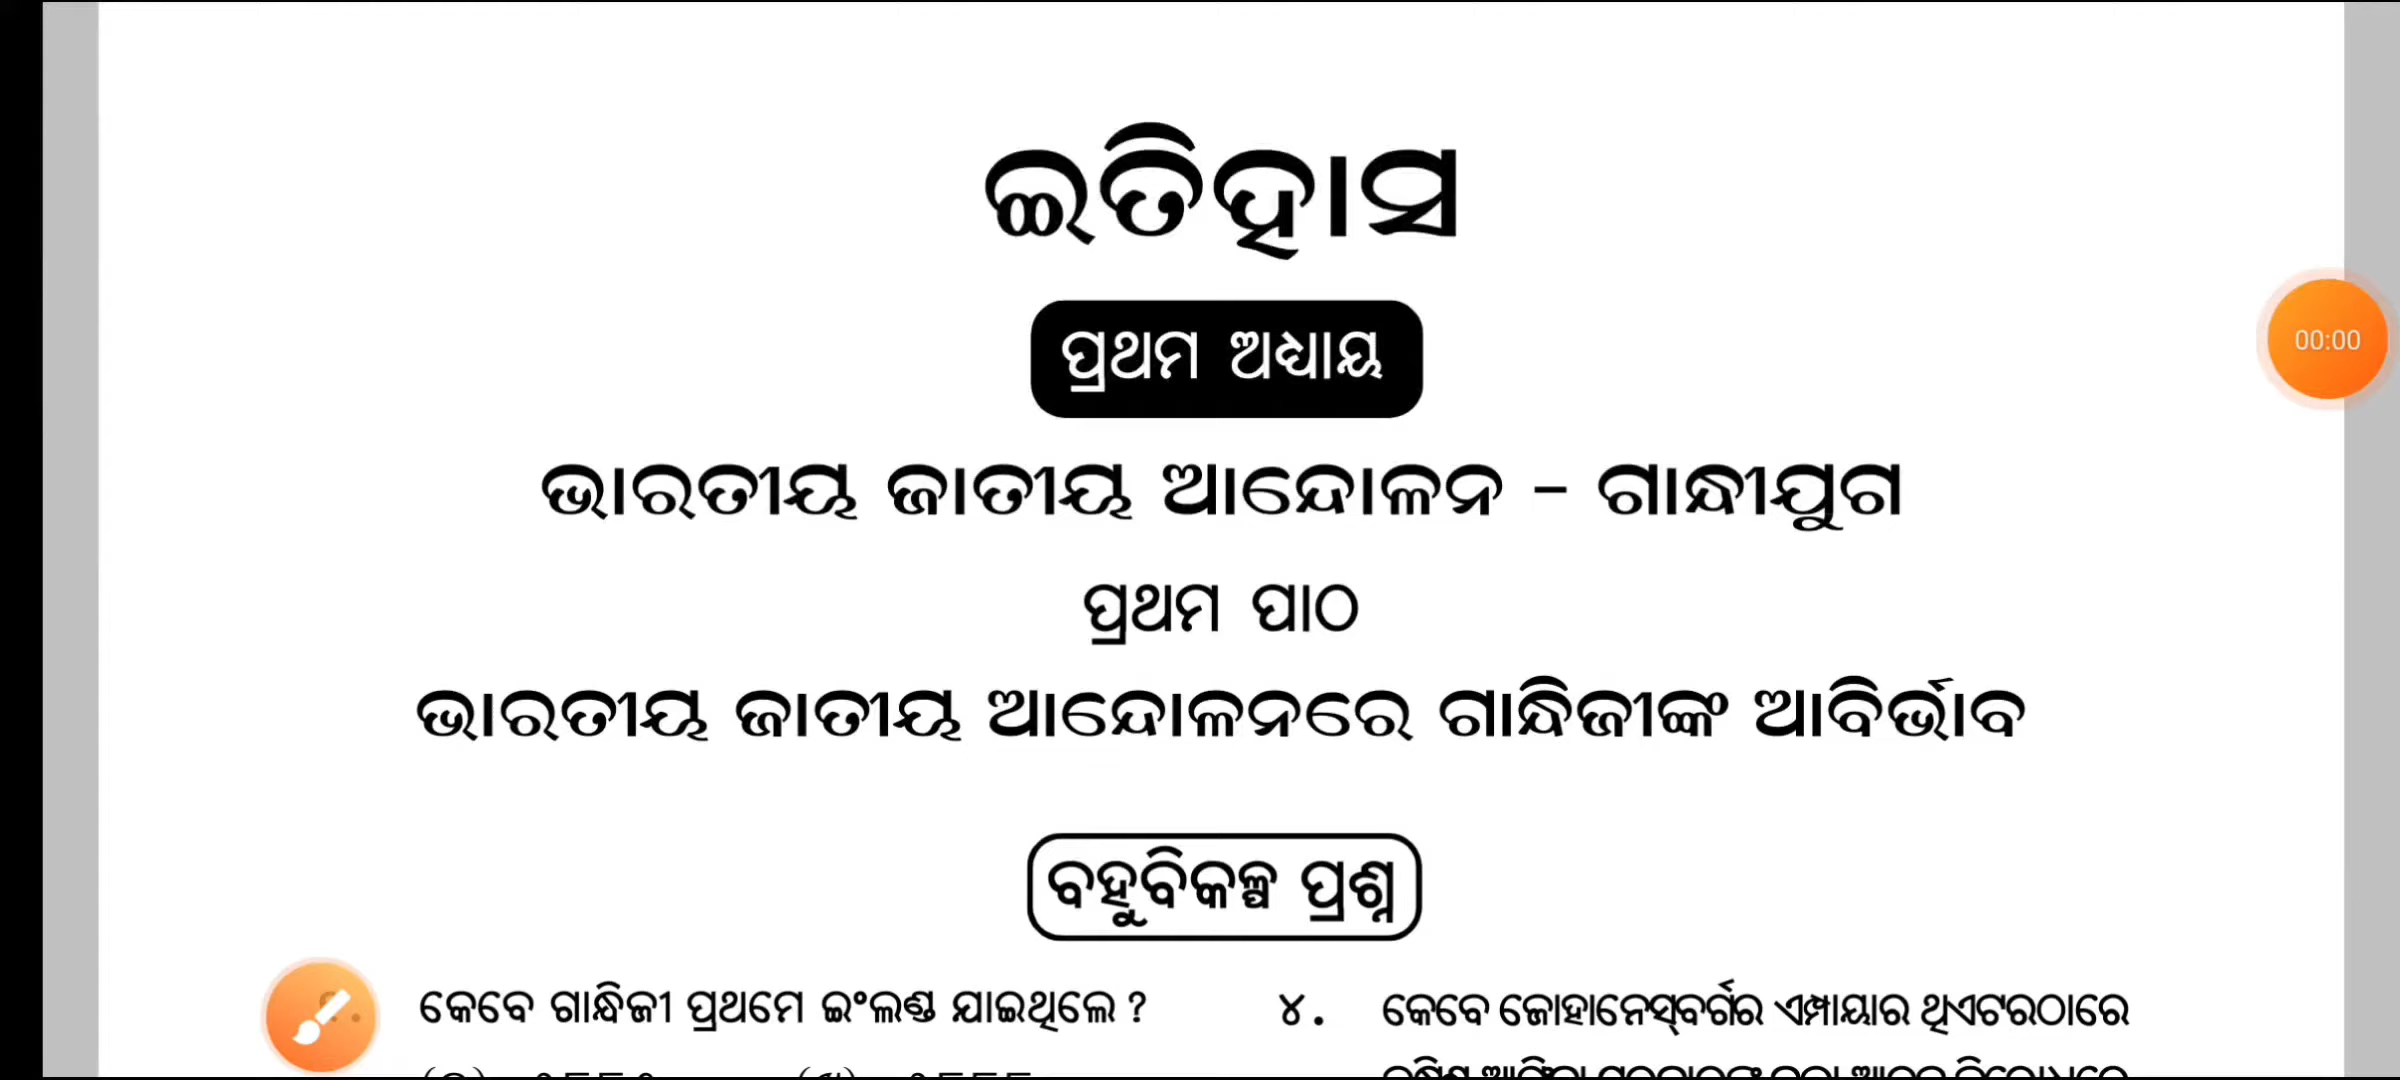 ଇତିହାସ
00:00
ପ୍ରଥମ ଅଧ୍ୟାୟ
ଭାରତୀୟ ଜାତୀୟ ଆନ୍ଦୋଳନ – ଗାନ୍ଧୀଯୁଗ
ପ୍ରଥମ ପାଠ
ଭାରତୀୟ ଜାତୀୟ ଆନ୍ଦୋଳନରେ ଗାନ୍ଧିଜୀଙ୍କ ଆବିର୍ଭାବ
ବହୁବିକଳ୍ପ ପ୍ରଶ୍ନ
କେବେ ଗାନ୍ଧିଜୀ ପ୍ରଥମେ ଇଂଲଣ୍ଡ ଯାଇଥିଲେ ?
୪. କେବେ ଜୋହାନେସ୍‌ବର୍ଗର ଏମ୍ପାୟାର ଥିଏଟରଠାରେ